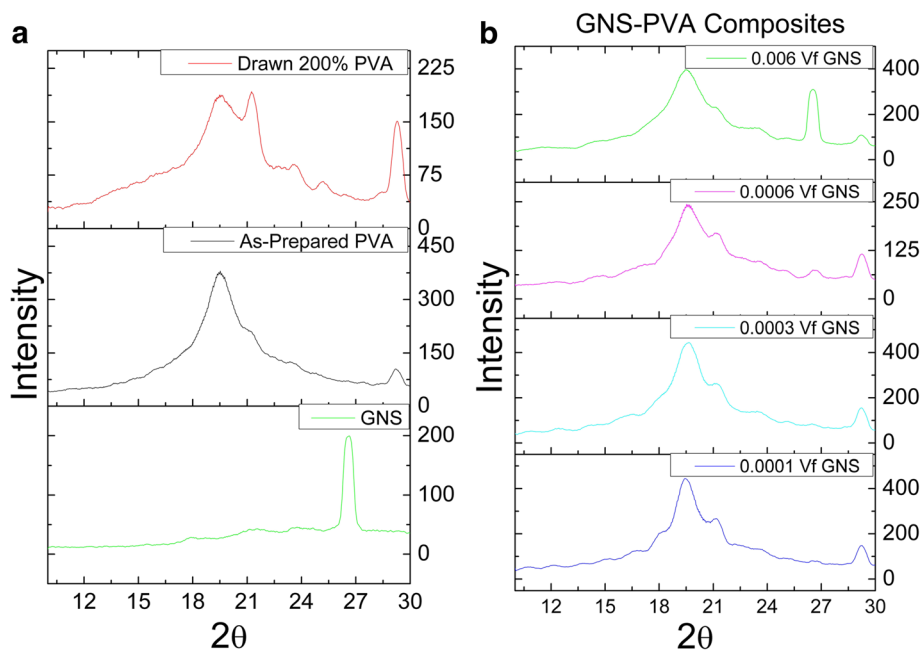 a
Drawn 200% PVA
225
150
75
0
As-Prepared PVA
450
300
150
0
GNS
200
100
0
Intensity
12 15 18 21 24 27 30
2θ
b
GNS-PVA Composites
0.006 Vf GNS
400
200
0
0.0006 Vf GNS
250
125
0
0.0003 Vf GNS
400
200
0
0.0001 Vf GNS
400
200
0
Intensity
12 15 18 21 24 27 30
2θ